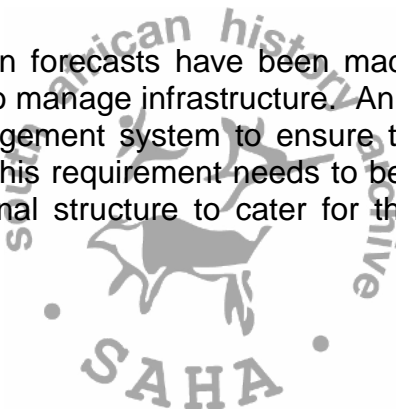 n forecasts have been mad
o manage infrastructure. An
gement system to ensure t
his requirement needs to be
nal structure to cater for th
south african history archive
SAHA